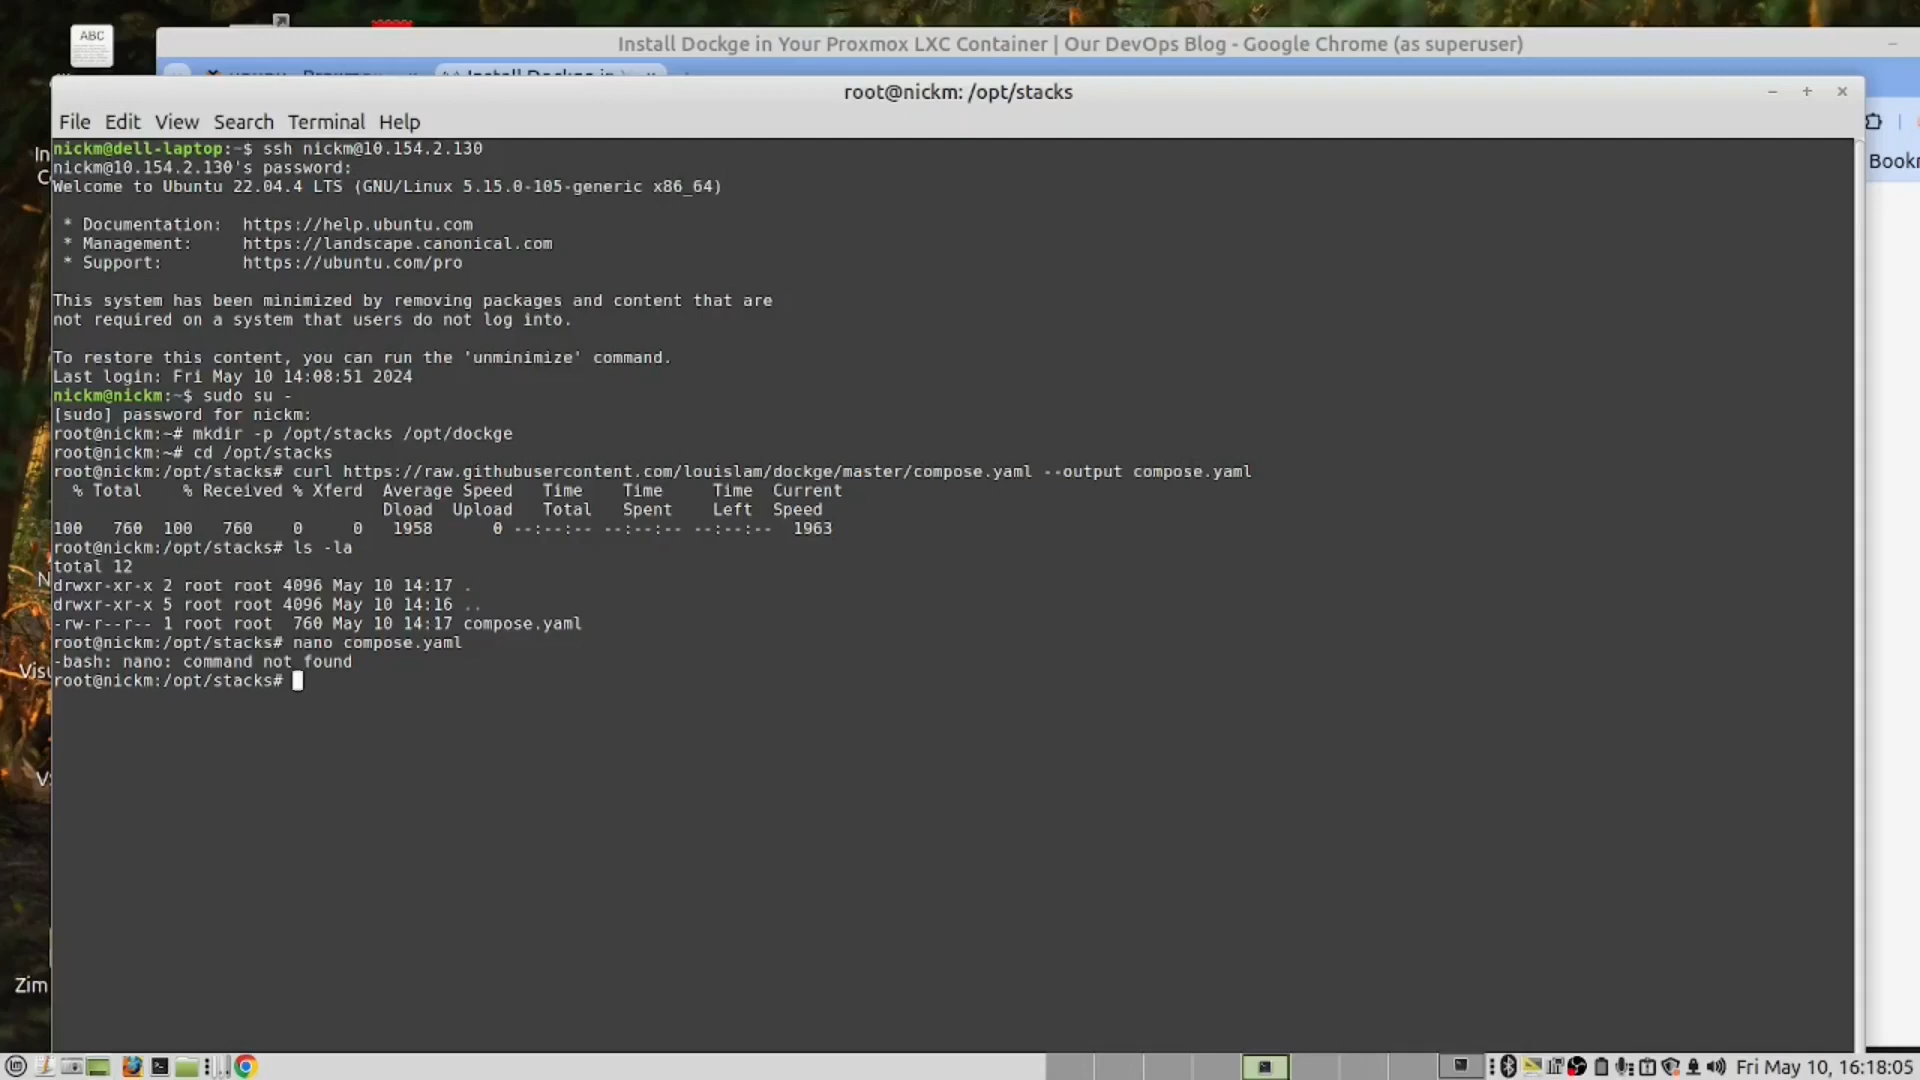 ABC
Install Dockge in Your Proxmox LXC Container | Our DevOps Blog - Google Chrome (as superuser)
Install Dockge in
root@nickm: /opt/stacks
File Edit View Search Terminal Help
Bookr
nickm@dell-laptop:~$ ssh nickm@10.154.2.130
nickm@10.154.2.130's password:
Welcome to Ubuntu 22.04.4 LTS (GNU/Linux 5.15.0-105-generic x86_64)
* Documentation: https://help.ubuntu.com
* Management: https://landscape.canonical.com
* Support: https://ubuntu.com/pro
This system has been minimized by removing packages and content that are
not required on a system that users do not log into.
To restore this content, you can run the 'unminimize' command.
Last login: Fri May 10 14:08:51 2024
nickm@nickm:~$ sudo su -
[sudo] password for nickm:
root@nickm:~# mkdir -p /opt/stacks /opt/dockge
root@nickm:~# cd /opt/stacks
root@nickm:/opt/stacks# curl https://raw.githubusercontent.com/louislam/dockge/master/compose.yaml --output compose.yaml
% Total % Received % Xferd Average Speed Time Time Time Current
Dload Upload Total Spent Left Speed
100 760 100 760 0 0 1958 0 --:--:-- --:--:-- --:--:-- 1963
root@nickm:/opt/stacks# ls -la
total 12
drwxr-xr-x 2 root root 4096 May 10 14:17 .
drwxr-xr-x 5 root root 4096 May 10 14:16 ..
-rw-r--r-- 1 root root 760 May 10 14:17 compose.yaml
root@nickm:/opt/stacks# nano compose.yaml
-bash: nano: command not found
root@nickm:/opt/stacks#
Zim
Fri May 10, 16:18:05